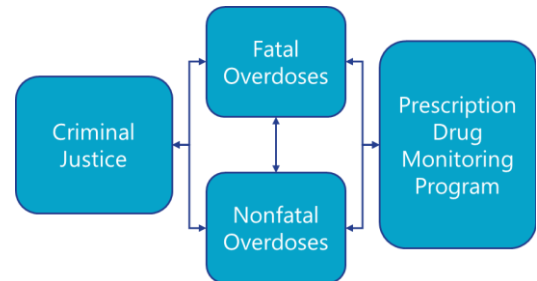 Criminal
Justice
Fatal
Overdoses
Nonfatal
Overdoses
Prescription
Drug
Monitoring
Program